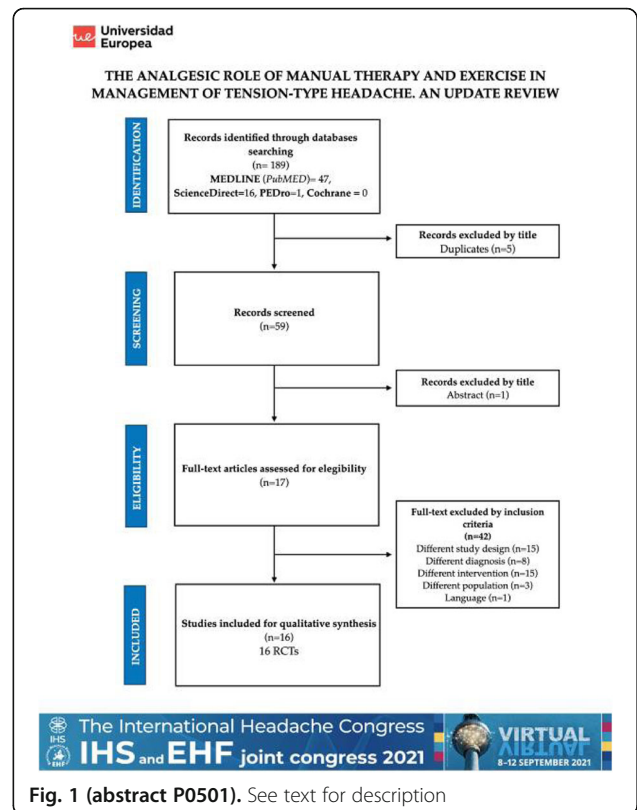 ue Universidad
Europea
THE ANALGESIC ROLE OF MANUAL THERAPY AND EXERCISE IN
MANAGEMENT OF TENSION-TYPE HEADACHE. AN UPDATE REVIEW
IDENTIFICATION
Records identified through databases
searching
(n= 189)
MEDLINE (PubMED)= 47,
ScienceDirect=16, PEDro=1, Cochrane = 0
Records excluded by title
Duplicates (n=5)
SCREENING
Records screened
(n=59)
Records excluded by title
Abstract (n=1)
ELIGIBILITY
Full-text articles assessed for elegibility
(n=17)
Full-text excluded by inclusion
criteria
(n=42)
Different study design (n=15)
Different diagnosis (n=8)
Different intervention (n=15)
Different population (n=3)
Language (n=1)
INCLUDED
Studies included for qualitative synthesis
(n=16)
16 RCTs
IHS
EHF
The International Headache Congress
IHS and EHF joint congress 2021
VIRTUAL
VIRTUAL
8–12 SEPTEMBER 2021
Fig. 1 (abstract P0501). See text for description